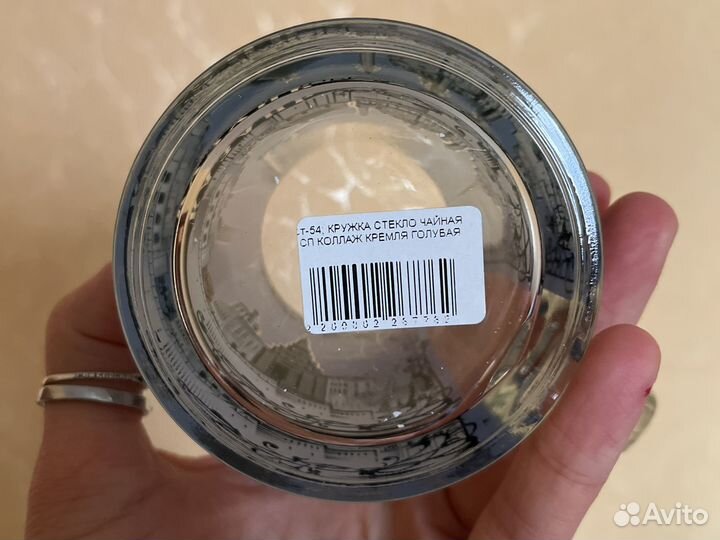 ст-54; КРУЖКА СТЕКЛО ЧАЙНАЯ
СП КОЛЛАЖ КРЕМЛЯ ГОЛУБАЯ
Avito